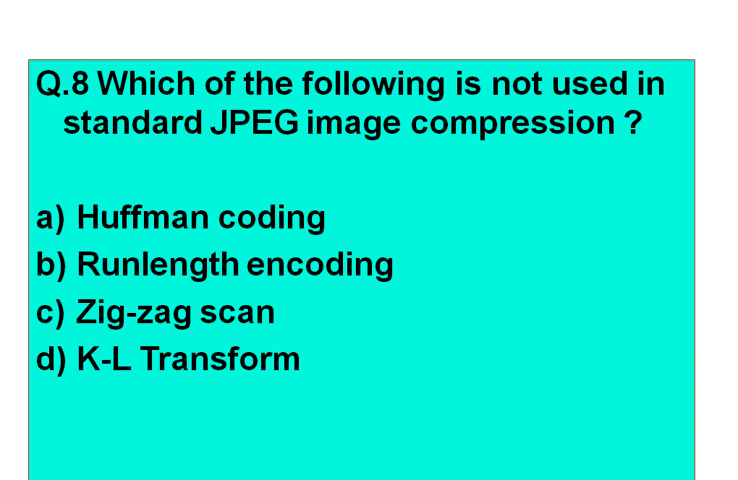 Q.8 Which of the following is not used in
standard JPEG image compression ?
a) Huffman coding
b) Runlength encoding
c) Zig-zag scan
d) K-L Transform